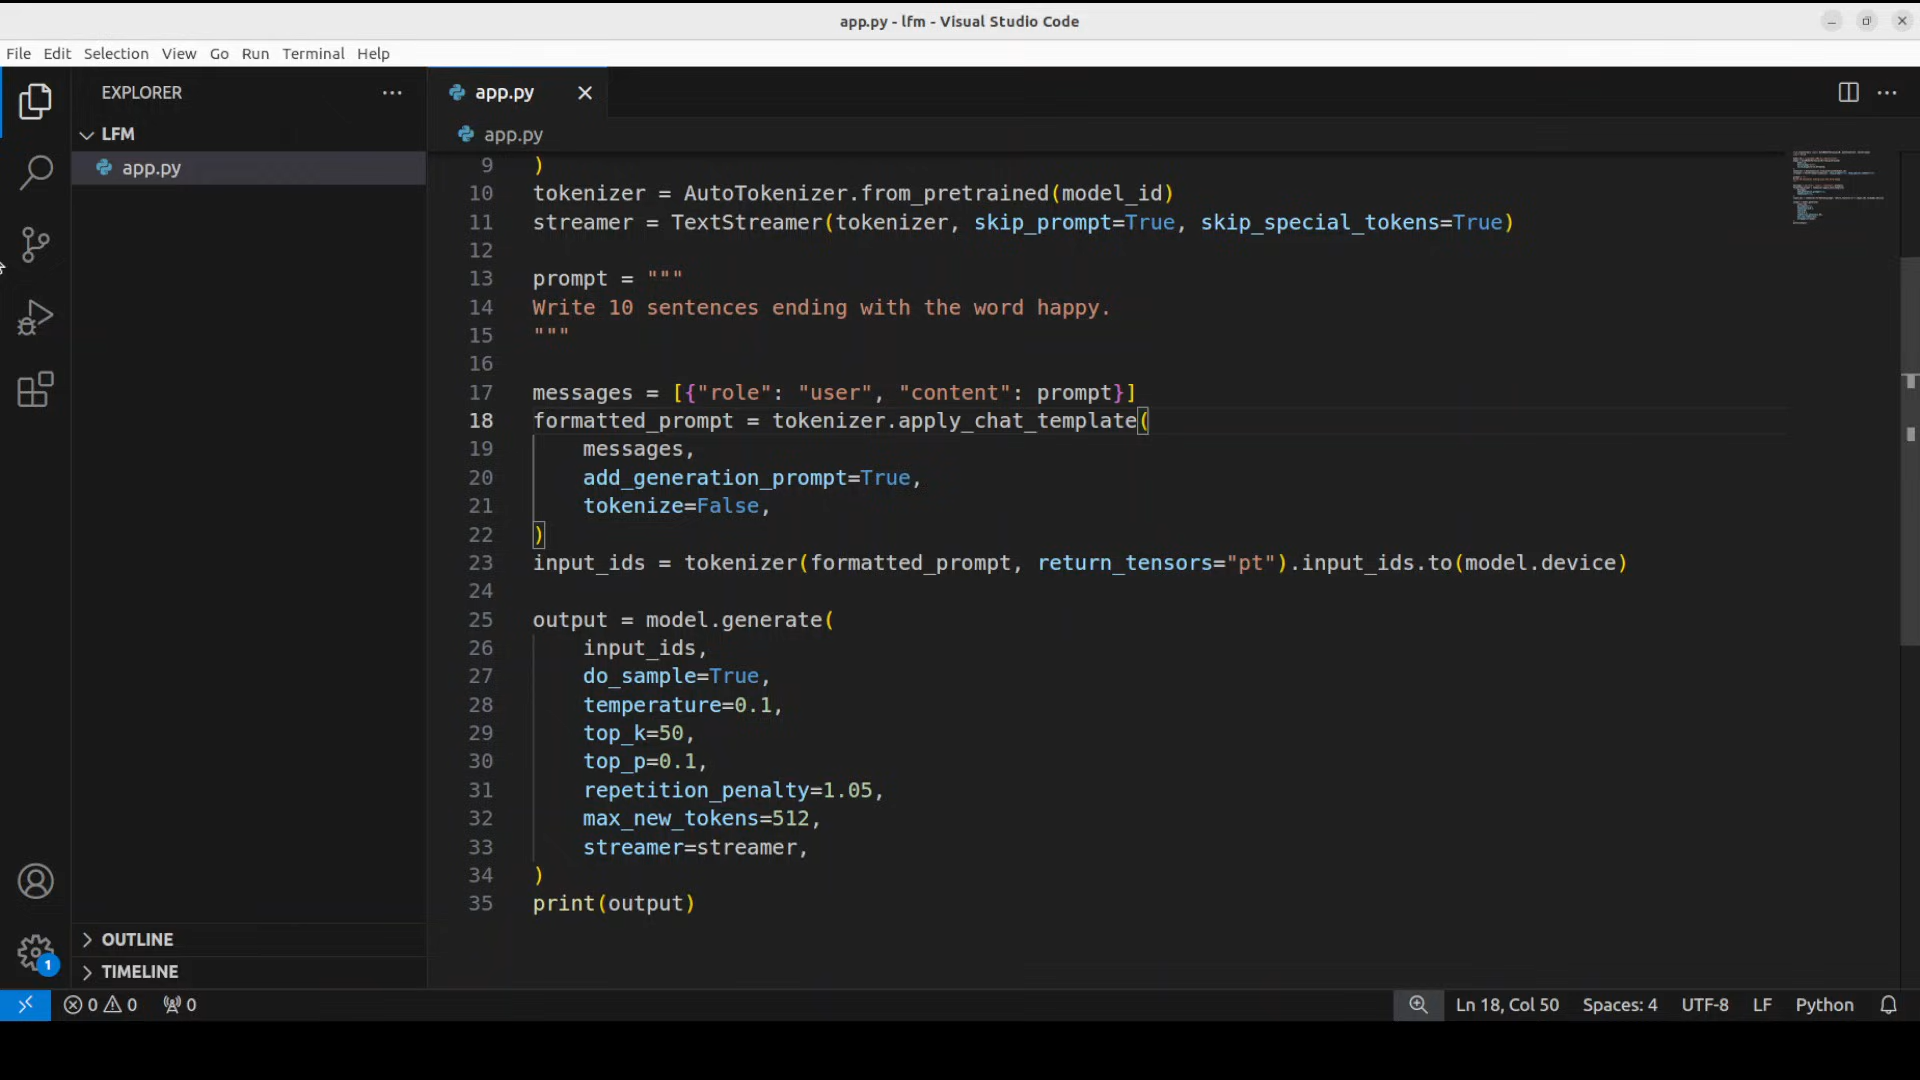 app.py - lfm - Visual Studio Code
File Edit Selection View Go Run Terminal Help
EXPLORER
LFM
app.py
OUTLINE
TIMELINE
app.py
app.py
9 )
10 tokenizer = AutoTokenizer.from_pretrained(model_id)
11 streamer = TextStreamer(tokenizer, skip_prompt=True, skip_special_tokens=True)
12
13 prompt = """
14 Write 10 sentences ending with the word happy.
15 """
16
17 messages = [{"role": "user", "content": prompt}]
18 formatted_prompt = tokenizer.apply_chat_template(
19     messages,
20     add_generation_prompt=True,
21     tokenize=False,
22 )
23 input_ids = tokenizer(formatted_prompt, return_tensors="pt").input_ids.to(model.device)
24
25 output = model.generate(
26     input_ids,
27     do_sample=True,
28     temperature=0.1,
29     top_k=50,
30     top_p=0.1,
31     repetition_penalty=1.05,
32     max_new_tokens=512,
33     streamer=streamer,
34 )
35 print(output)
1
0 0 0
Ln 18, Col 50 Spaces: 4 UTF-8 LF Python